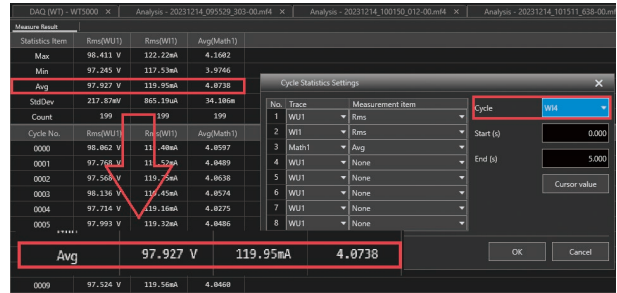 DAQ (WT) - WT5000 × Analysis - 20231214_095529_303-00.mf4 × Analysis - 20231214_100150_012-00.mf4 × Analysis - 20231214_101511_638-00.mf4
Measure Result
Statistics Item Rms(WU1) Rms(WI1) Avg(Math1)
Max 98.411 V 122.22mA 4.1602
Min 97.245 V 117.53mA 3.9746
Avg 97.927 V 119.95mA 4.0738
StdDev 217.87mV 865.19uA 34.106m
Count 199 199 199
Cycle No. Rms(WU1) Rms(WI1) Avg(Math1)
0000 98.062 V .40mA 4.0597
0001 97.768 V .52mA 4.0489
0002 97.568 V 4.0638
0003 98.136 V .45mA 4.0574
0004 97.714 V 119.16mA 4.0275
0005 97.993 V 119.32mA 4.0486
Avg 97.927 V 119.95mA 4.0738
0009 97.524 V 119.56mA 4.0460
Cycle Statistics Settings ×
No. Trace Measurement item
1 WU1 Rms
2 WI1 Rms
3 Math1 Avg
4 WU1 None
5 WU1 None
6 WU1 None
7 WU1 None
8 WU1 None
Cycle WI4
Start (s) 0.000
End (s) 5.000
Cursor value
OK Cancel